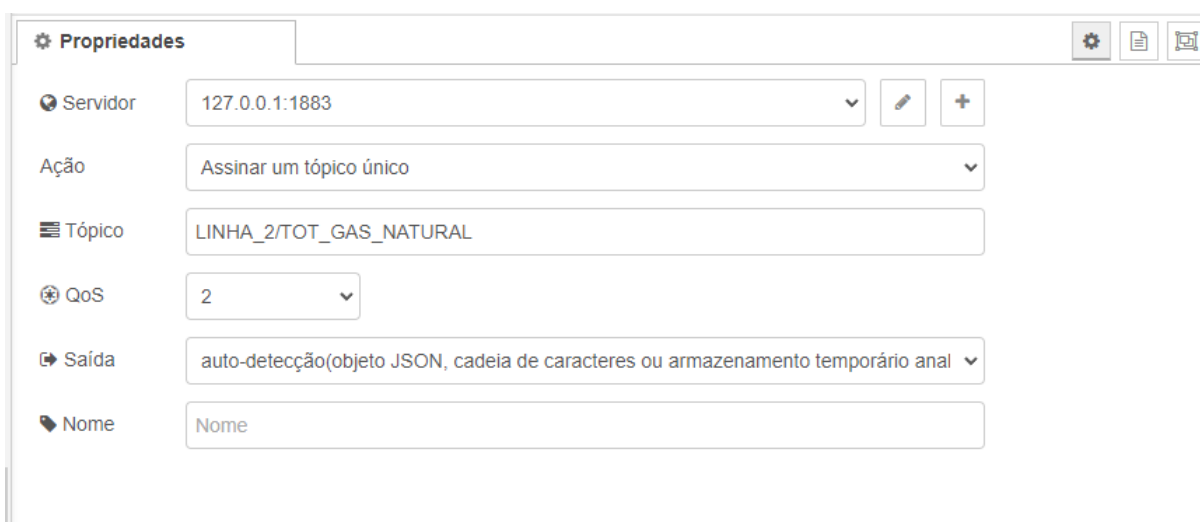 Propriedades
Servidor 127.0.0.1:1883
Ação Assinar um tópico único
Tópico LINHA_2/TOT_GAS_NATURAL
QoS 2
Saída auto-detecção(objeto JSON, cadeia de caracteres ou armazenamento temporário anal
Nome Nome